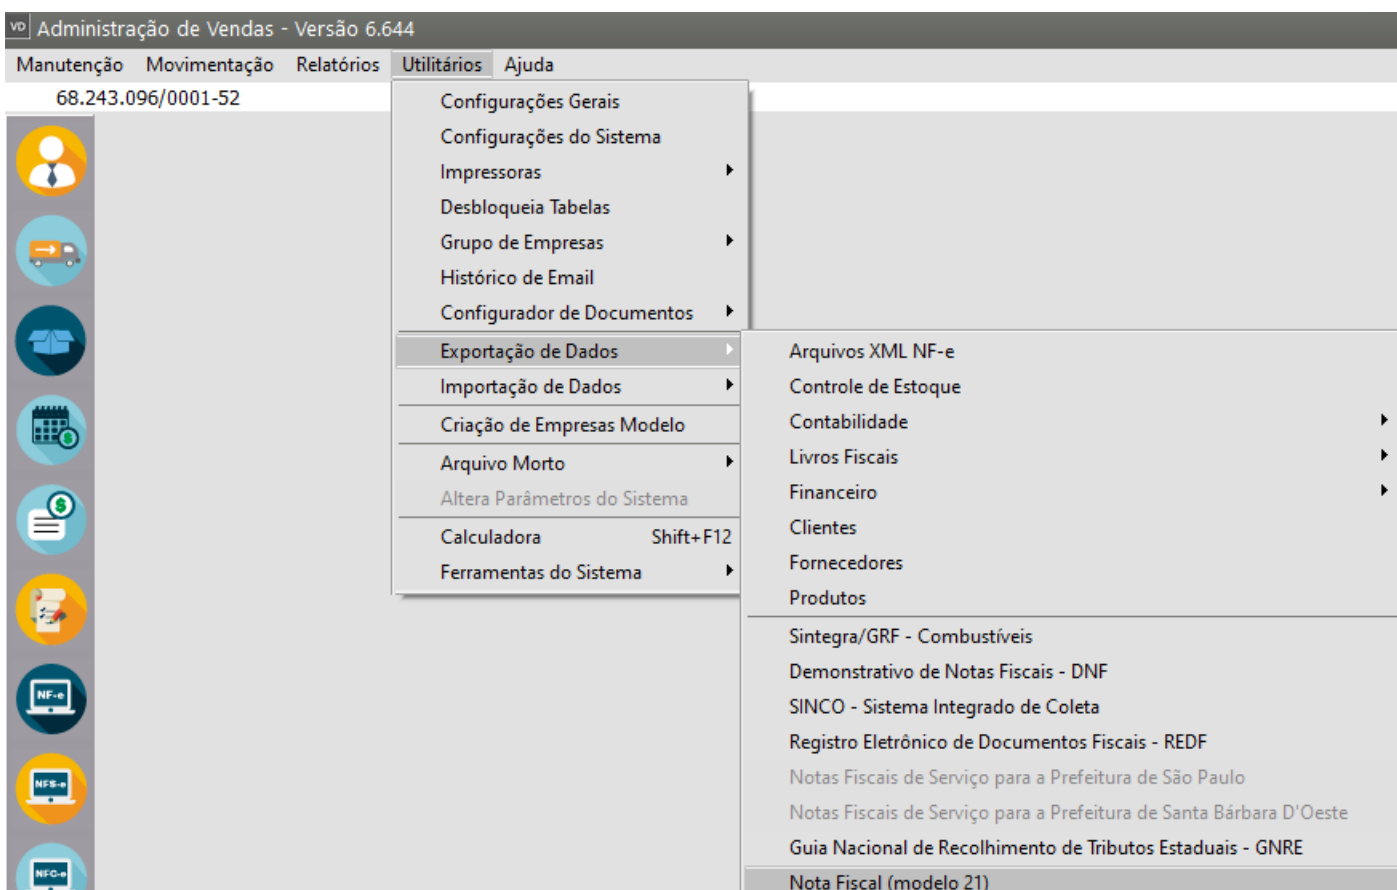 VD Administração de Vendas - Versão 6.644
Manutenção Movimentação Relatórios Utilitários Ajuda
68.243.096/0001-52
Configurações Gerais
Configurações do Sistema
Impressoras
Desbloqueia Tabelas
Grupo de Empresas
Histórico de Email
Configurador de Documentos
Exportação de Dados
Importação de Dados
Criação de Empresas Modelo
Arquivo Morto
Altera Parâmetros do Sistema
Calculadora Shift+F12
Ferramentas do Sistema
Arquivos XML NF-e
Controle de Estoque
Contabilidade
Livros Fiscais
Financeiro
Clientes
Fornecedores
Produtos
Sintegra/GRF - Combustíveis
Demonstrativo de Notas Fiscais - DNF
SINCO - Sistema Integrado de Coleta
Registro Eletrônico de Documentos Fiscais - REDF
Notas Fiscais de Serviço para a Prefeitura de São Paulo
Notas Fiscais de Serviço para a Prefeitura de Santa Bárbara D'Oeste
Guia Nacional de Recolhimento de Tributos Estaduais - GNRE
Nota Fiscal (modelo 21)
NF-e
NFS-e
NFC-e